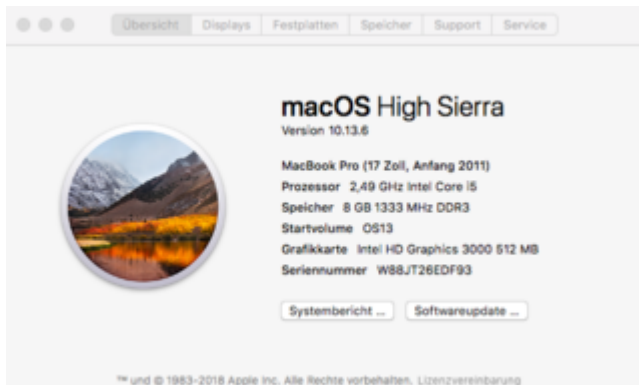 Übersicht Displays Festplatten Speicher Support Service
macOS High Sierra
Version 10.13.6
MacBook Pro (17 Zoll, Anfang 2011)
Prozessor 2,49 GHz Intel Core i5
Speicher 8 GB 1333 MHz DDR3
Startvolume OS13
Grafikkarte Intel HD Graphics 3000 512 MB
Seriennummer W88JT26EDF93
Systembericht ... Softwareupdate ...
™ und © 1983-2018 Apple Inc. Alle Rechte vorbehalten. Lizenzvereinbarung